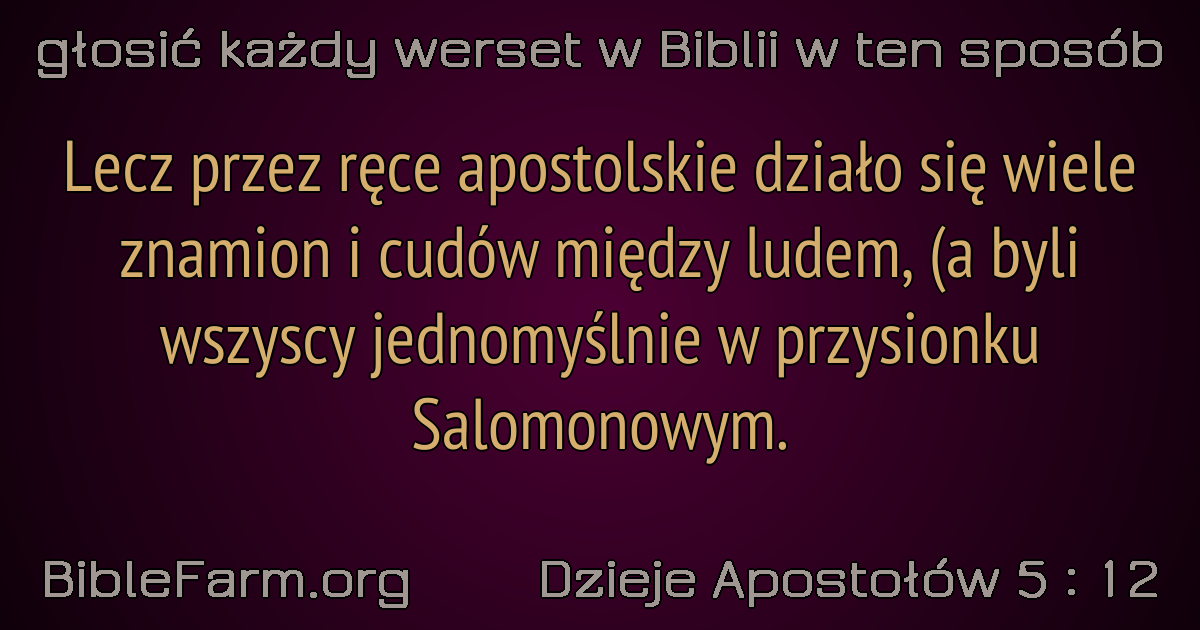 głosić każdy werset w Biblii w ten sposób
Lecz przez ręce apostolskie działo się wiele
znamion i cudów między ludem, (a byli
wszyscy jednomyślnie w przysionku
Salomonowym.
BibleFarm.org
Dzieje Apostołów 5 : 12